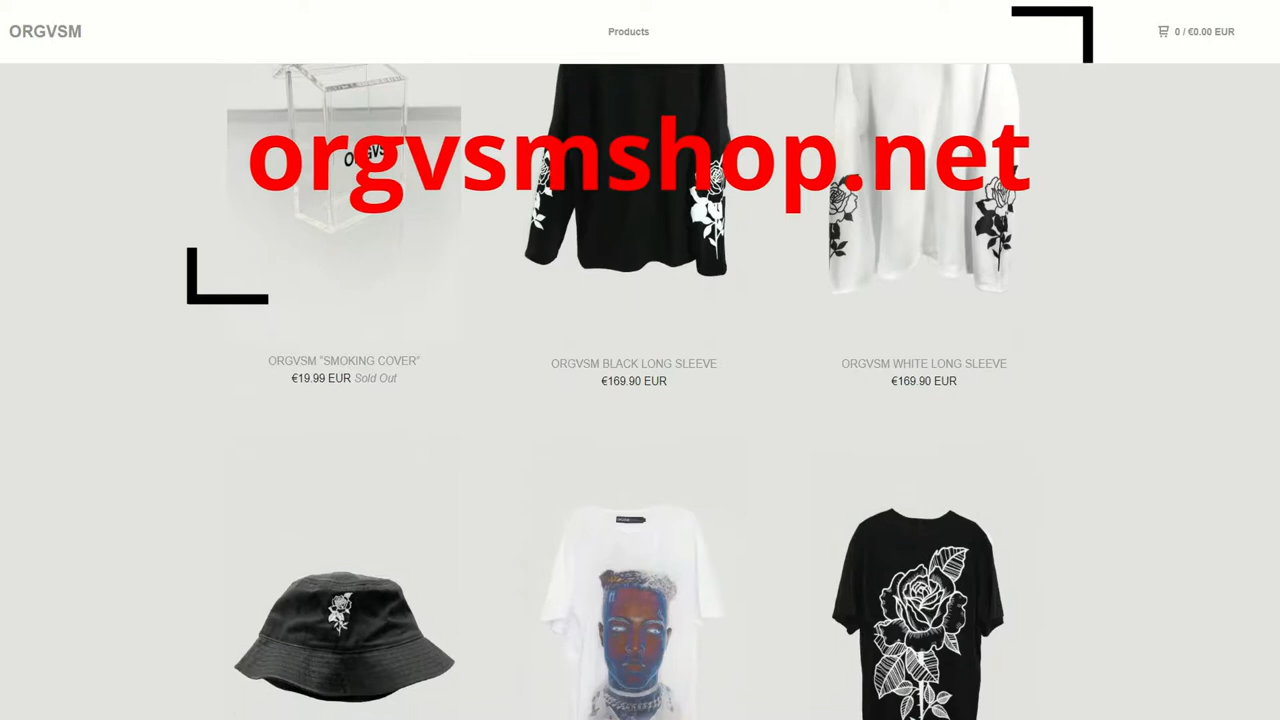 ORGVSM
Products
0 / €0.00 EUR
orgvsmshop.net
ORGVSM
ORGVSM "SMOKING COVER"
€19.99 EUR Sold Out
ORGVSM BLACK LONG SLEEVE
€169.90 EUR
ORGVSM WHITE LONG SLEEVE
€169.90 EUR